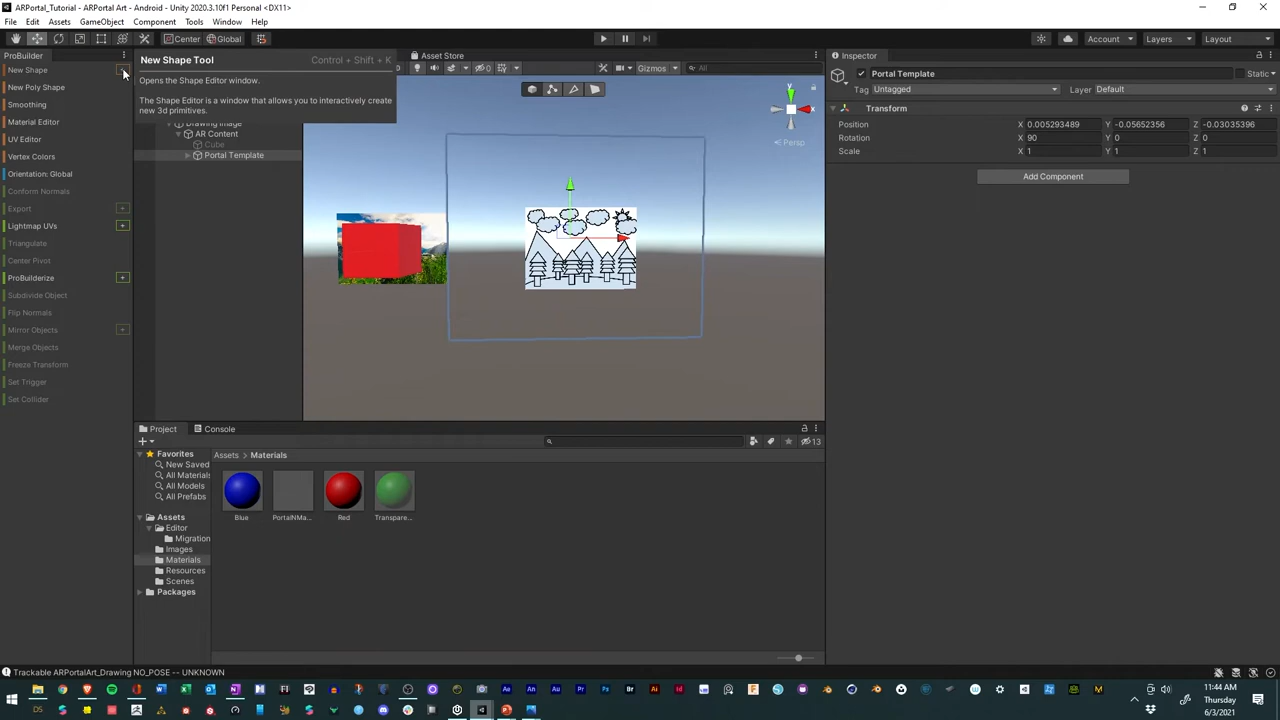 ARPortal_Tutorial - ARPortal Art - Android - Unity 2020.3.10f1 Personal <DX11>
File Edit Assets GameObject Component Tools Window Help
Center Global Account Layers Layout
ProBuilder
New Shape
New Poly Shape
Smoothing
Material Editor
UV Editor
Vertex Colors
Orientation: Global
Conform Normals
Export
Lightmap UVs
Triangulate
Center Pivot
ProBuilderize
Subdivide Object
Flip Normals
Mirror Objects
Merge Objects
Freeze Transform
Set Trigger
Set Collider
New Shape Tool Control + Shift + K
Opens the Shape Editor window.
The Shape Editor is a window that allows you to interactively create
new 3d primitives.
Drawing Image
AR Content
Cube
Portal Template
Asset Store
0 Gizmos All
y x
Persp
Inspector
Portal Template Static
Tag Untagged Layer Default
Transform
Position X 0.005293489 Y -0.05652356 Z -0.03035396
Rotation X 90 Y 0 Z 0
Scale X 1 Y 1 Z 1
Add Component
Project Console
13
Favorites
New Saved
All Materials
All Models
All Prefabs
Assets
Editor
Migration
Images
Materials
Resources
Scenes
Packages
Assets > Materials
Blue PortalNMa... Red Transpare...
Trackable ARPortalArt_Drawing NO_POSE -- UNKNOWN
11:44 AM
Thursday
6/3/2021